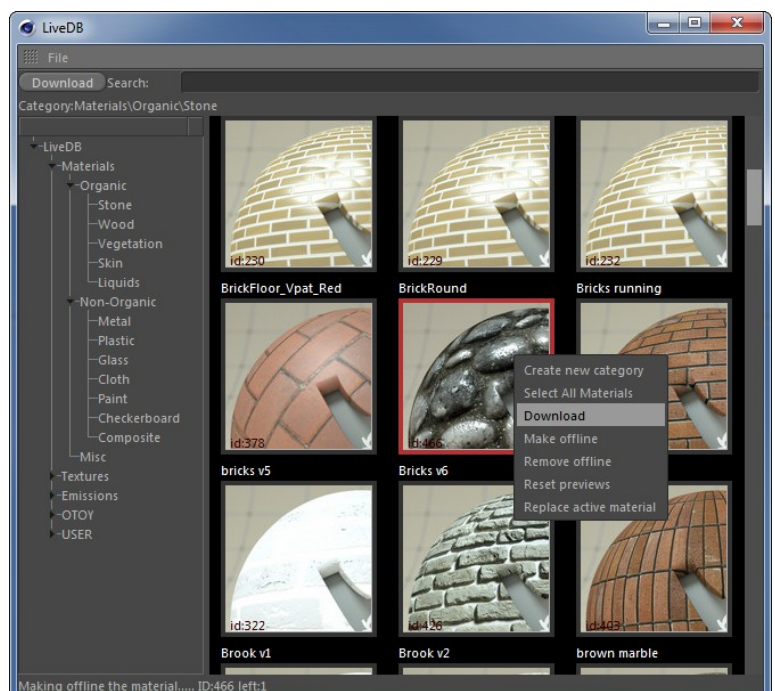 LiveDB
File
Download Search:
Category:Materials\Organic\Stone
LiveDB
Materials
Organic
Stone
Wood
Vegetation
Skin
Liquids
Non-Organic
Metal
Plastic
Glass
Cloth
Paint
Checkerboard
Composite
Misc
Textures
Emissions
OTOY
USER
id:230
id:229
id:232
BrickFloor_Vpat_Red
BrickRound
Bricks running
id:378
id:466
bricks v5
Bricks v6
id:322
id:426
id:403
Brook v1
Brook v2
brown marble
Create new category
Select All Materials
Download
Make offline
Remove offline
Reset previews
Replace active material
Making offline the material..... ID:466 left:1